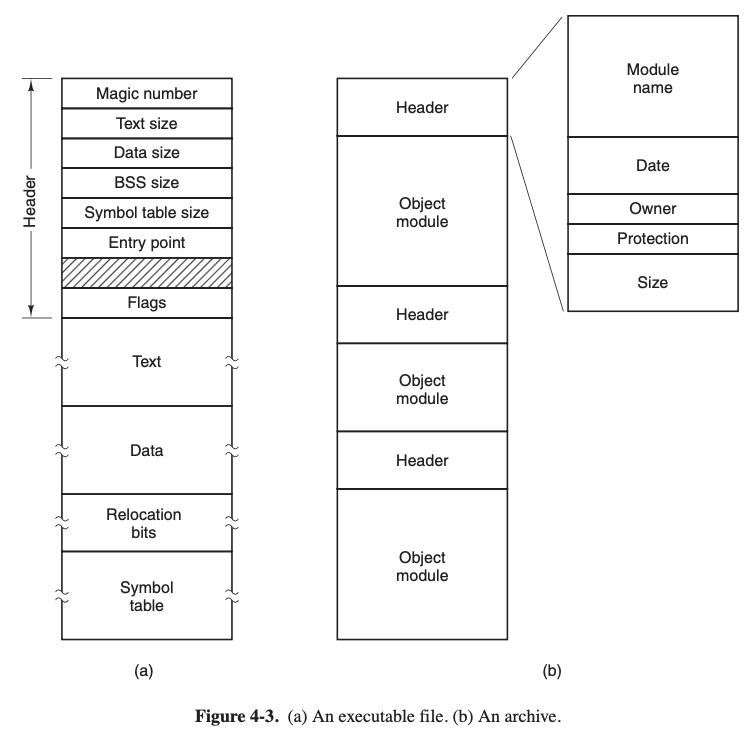 Header
Magic number
Text size
Data size
BSS size
Symbol table size
Entry point
Flags
Text
Data
Relocation
bits
Symbol
table
(a)
Header
Object
module
Header
Object
module
Header
Object
module
Module
name
Date
Owner
Protection
Size
(b)
Figure 4-3. (a) An executable file. (b) An archive.